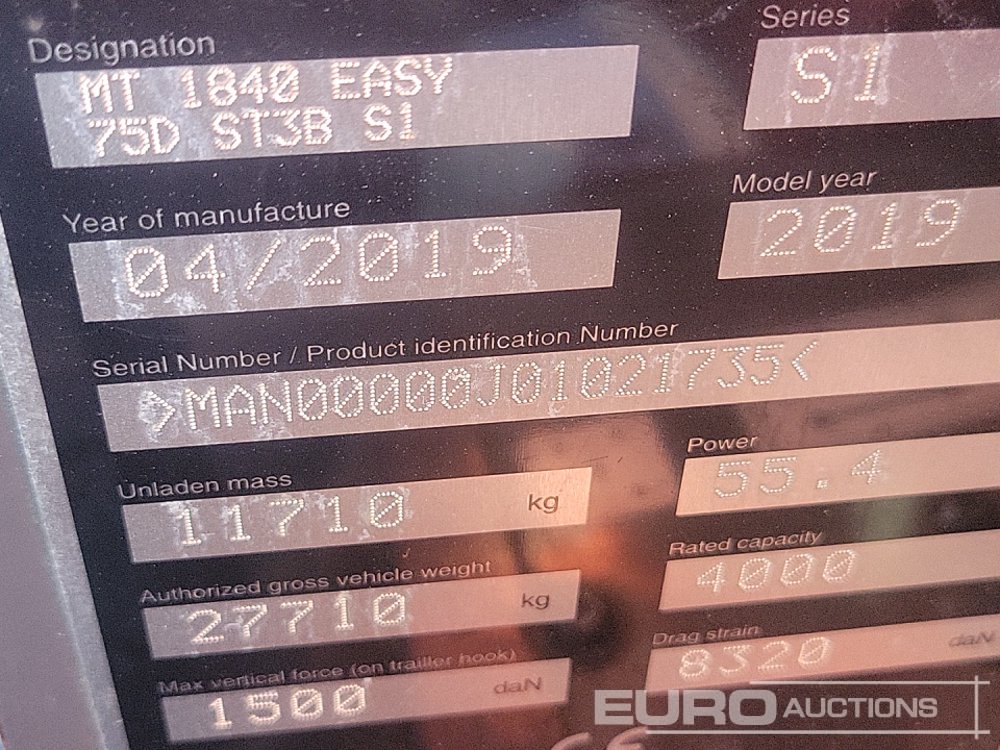 Designation
MT 1840 EASY
75D ST3B S1
Series
S1
Year of manufacture
04/2019
Model year
2019
Serial Number / Product identification Number
>MAN00000J01021735<
Unladen mass
11710 kg
Power
55.4
Authorized gross vehicle weight
27710 kg
Rated capacity
4000
Max vertical force (on trailler hook)
1500 daN
Drag strain
8320 daN
EURO AUCTIONS
CE